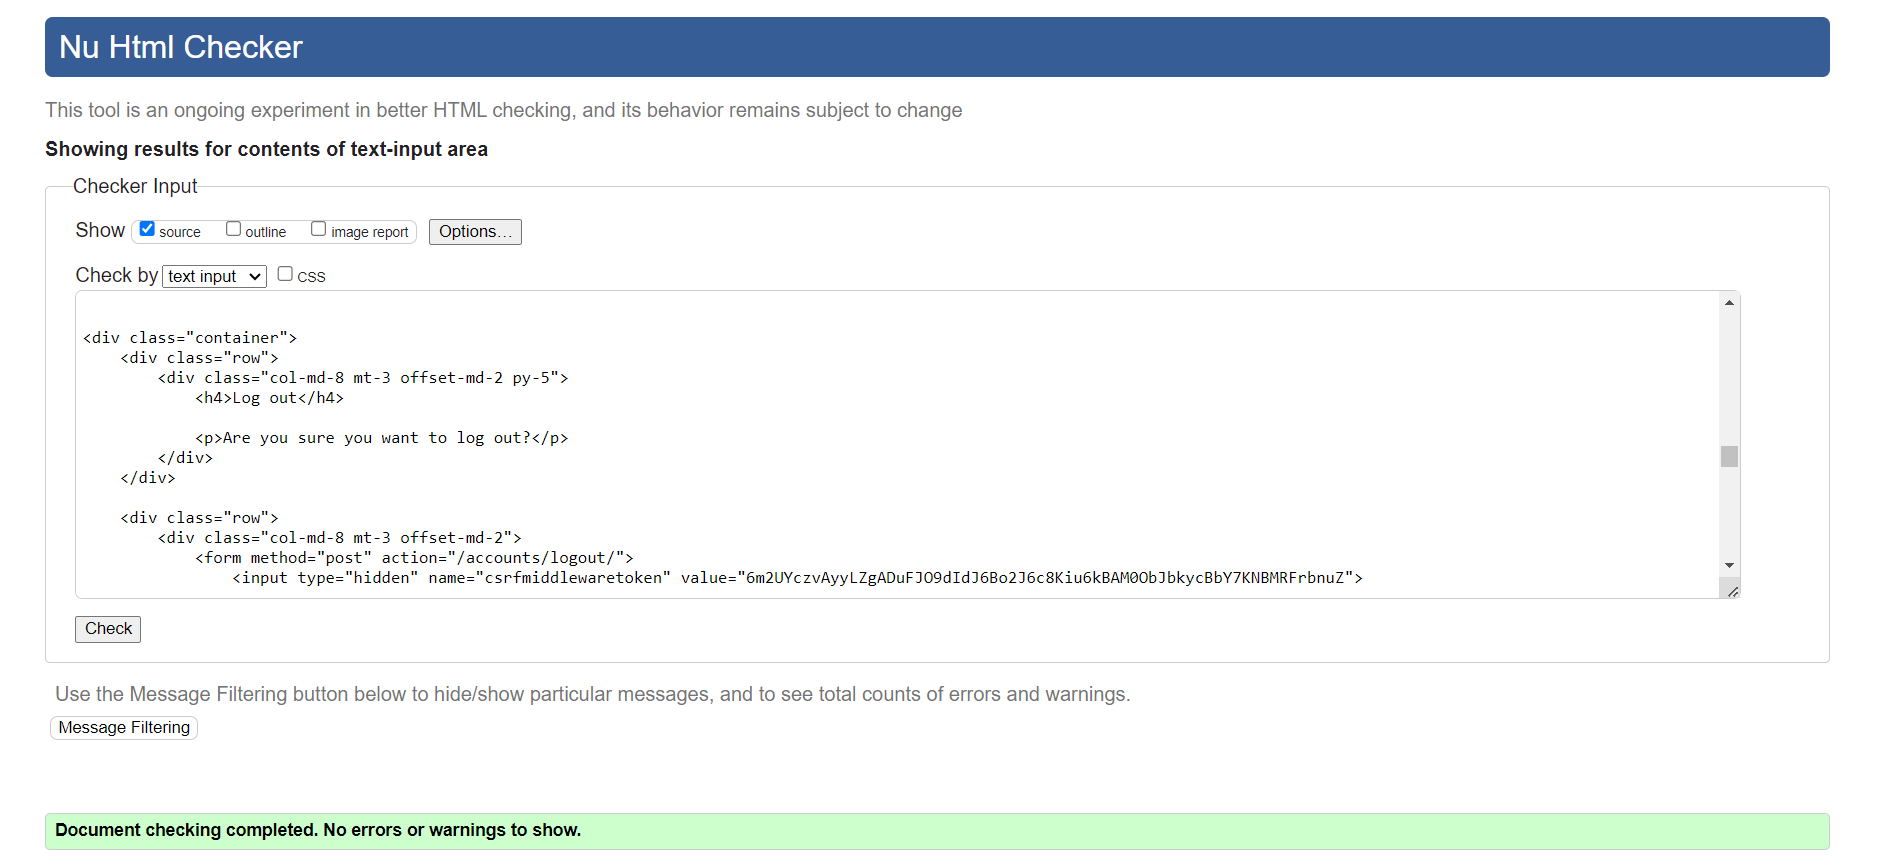 Nu Html Checker
This tool is an ongoing experiment in better HTML checking, and its behavior remains subject to change
Showing results for contents of text-input area
Checker Input
Show source outline image report Options...
Check by text input CSS
<div class="container">
<div class="row">
<div class="col-md-8 mt-3 offset-md-2 py-5">
<h4>Log out</h4>
<p>Are you sure you want to log out?</p>
</div>
</div>
<div class="row">
<div class="col-md-8 mt-3 offset-md-2">
<form method="post" action="/accounts/logout/">
<input type="hidden" name="csrfmiddlewaretoken" value="6m2UYczvAyyLZgADuFJO9dIdJ6Bo2J6c8Kiu6kBAM0ObJbkycBbY7KNBMRFrbnuZ">
Check
Use the Message Filtering button below to hide/show particular messages, and to see total counts of errors and warnings.
Message Filtering
Document checking completed. No errors or warnings to show.